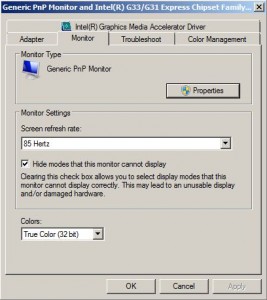 Generic PnP Monitor and Intel(R) G33/G31 Express Chipset Family...
Intel(R) Graphics Media Accelerator Driver
Adapter Monitor Troubleshoot Color Management
Monitor Type
Generic PnP Monitor
Properties
Monitor Settings
Screen refresh rate:
85 Hertz
Hide modes that this monitor cannot display
Clearing this check box allows you to select display modes that this monitor cannot display correctly. This may lead to an unusable display and/or damaged hardware.
Colors:
True Color (32 bit)
OK Cancel Apply